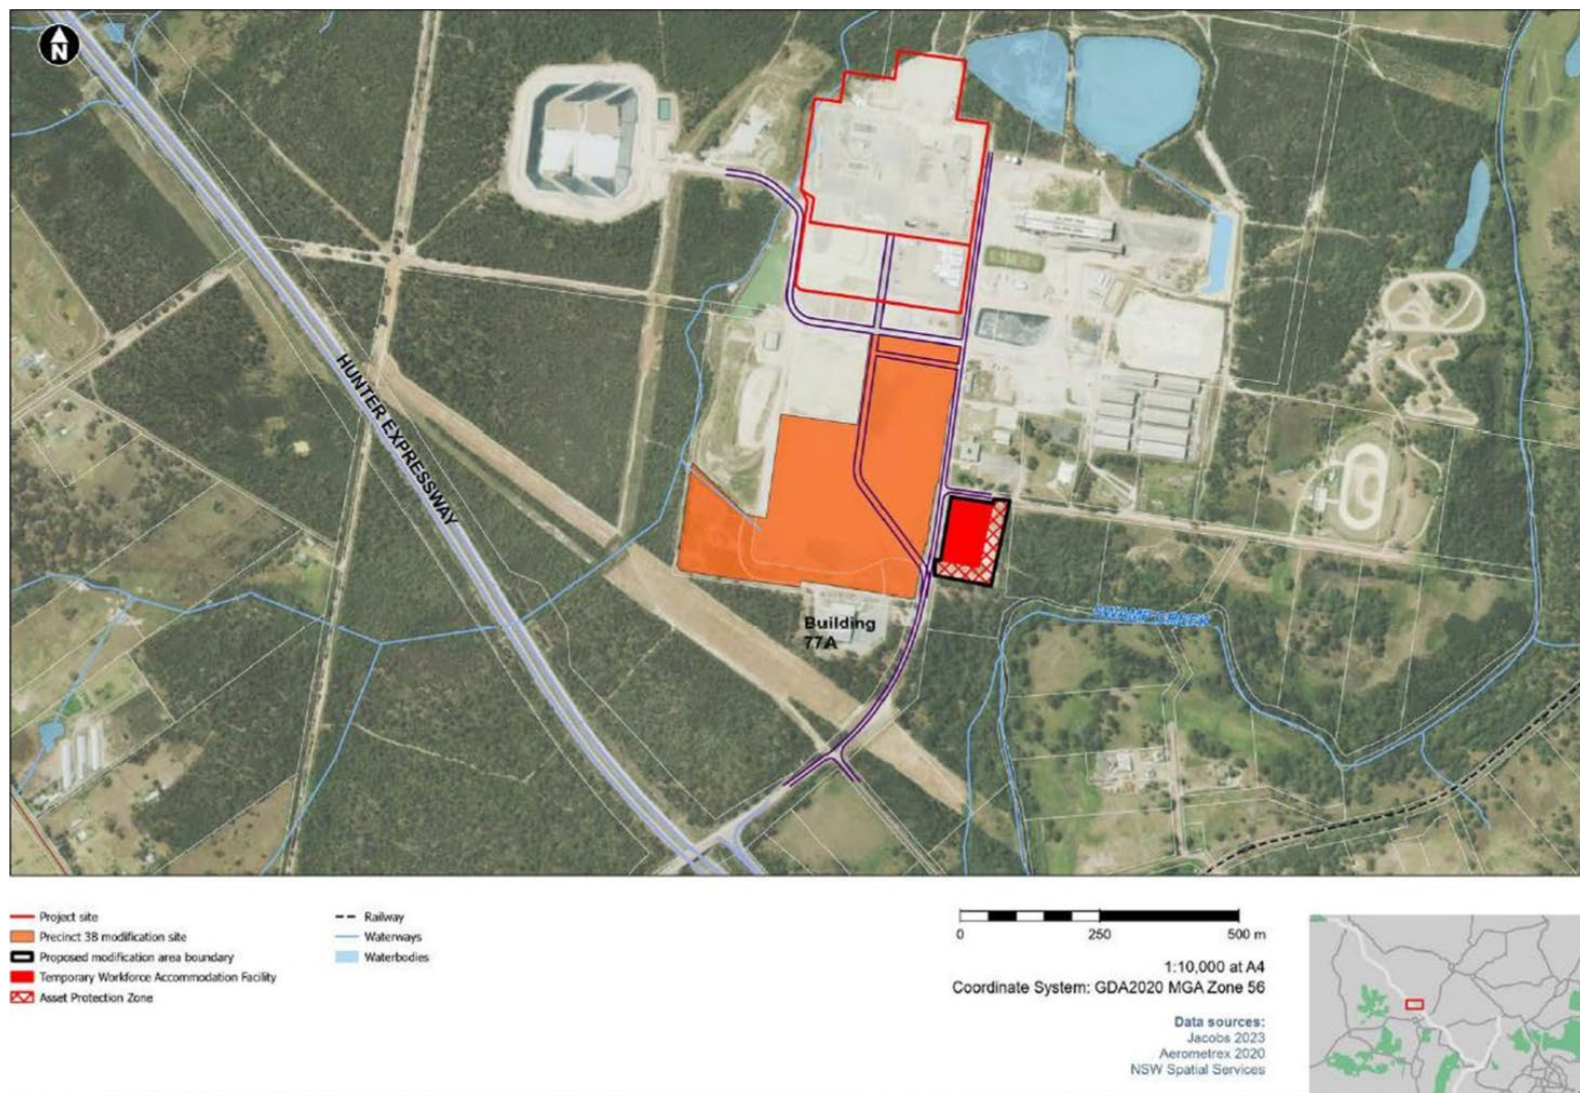 N
HUNTER EXPRESSWAY
Building
77A
SWAMP CREEK
Project site
Precinct 3B modification site
Proposed modification area boundary
Temporary Workforce Accommodation Facility
Asset Protection Zone
Railway
Waterways
Waterbodies
0 250 500 m
1:10,000 at A4
Coordinate System: GDA2020 MGA Zone 56
Data sources:
Jacobs 2023
Aerometrex 2020
NSW Spatial Services